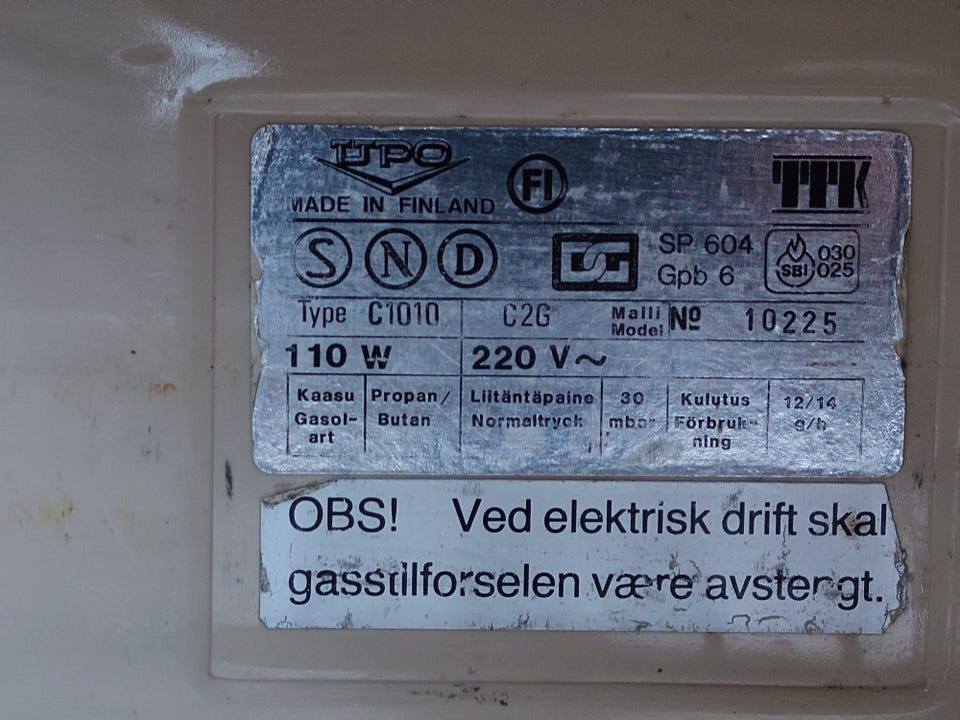 UPO
MADE IN FINLAND
FI
TTK
S N D
SP 604
Gpb 6
SBI
030
025
Type C1010 C2G Malli Model Nº 10225
110 W 220 V~
Kaasu Gasol-art Propan/Butan Liitäntäpaine Normaltryck 30 mbar Kulutus Förbruk-ning 12/14 g/h
OBS! Ved elektrisk drift skal
gasstilførselen være avstengt.